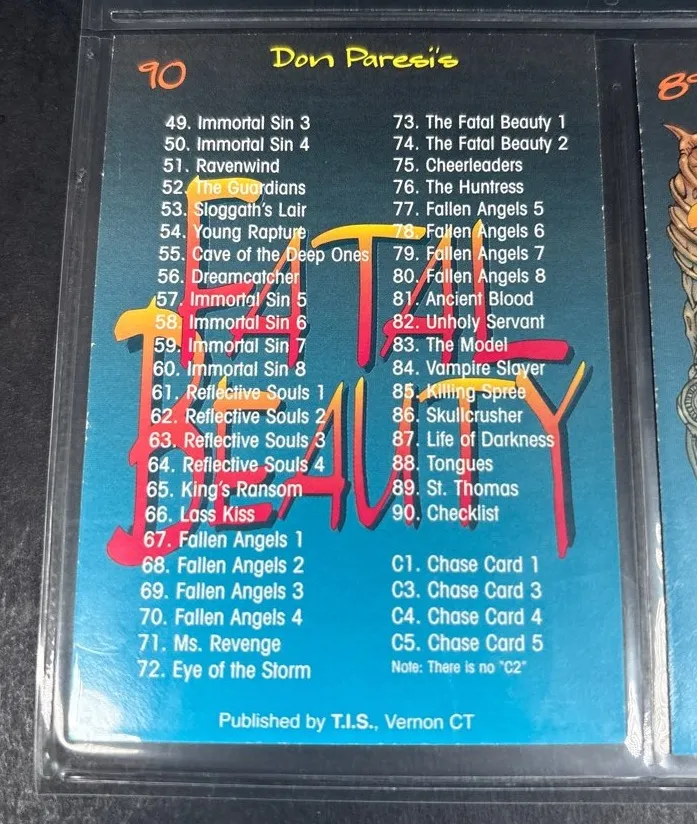 90
Don Paresi's
49. Immortal Sin 3
50. Immortal Sin 4
51. Ravenwind
52. The Guardians
53. Sloggath's Lair
54. Young Rapture
55. Cave of the Deep Ones
56. Dreamcatcher
57. Immortal Sin 5
58. Immortal Sin 6
59. Immortal Sin 7
60. Immortal Sin 8
61. Reflective Souls 1
62. Reflective Souls 2
63. Reflective Souls 3
64. Reflective Souls 4
65. King's Ransom
66. Lass Kiss
67. Fallen Angels 1
68. Fallen Angels 2
69. Fallen Angels 3
70. Fallen Angels 4
71. Ms. Revenge
72. Eye of the Storm
73. The Fatal Beauty 1
74. The Fatal Beauty 2
75. Cheerleaders
76. The Huntress
77. Fallen Angels 5
78. Fallen Angels 6
79. Fallen Angels 7
80. Fallen Angels 8
81. Ancient Blood
82. Unholy Servant
83. The Model
84. Vampire Slayer
85. Killing Spree
86. Skullcrusher
87. Life of Darkness
88. Tongues
89. St. Thomas
90. Checklist
C1. Chase Card 1
C3. Chase Card 3
C4. Chase Card 4
C5. Chase Card 5
Note: There is no "C2"
FATAL
BEAUTY
Published by T.I.S., Vernon CT
89